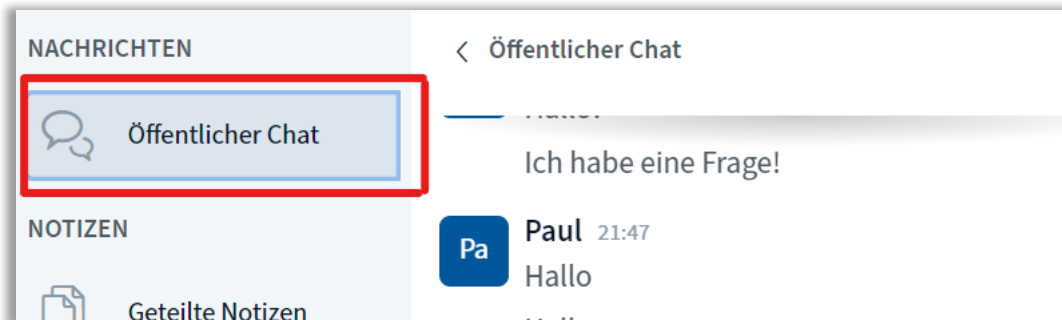 NACHRICHTEN
Öffentlicher Chat
NOTIZEN
Geteilte Notizen
Öffentlicher Chat
Ich habe eine Frage!
Pa
Paul 21:47
Hallo